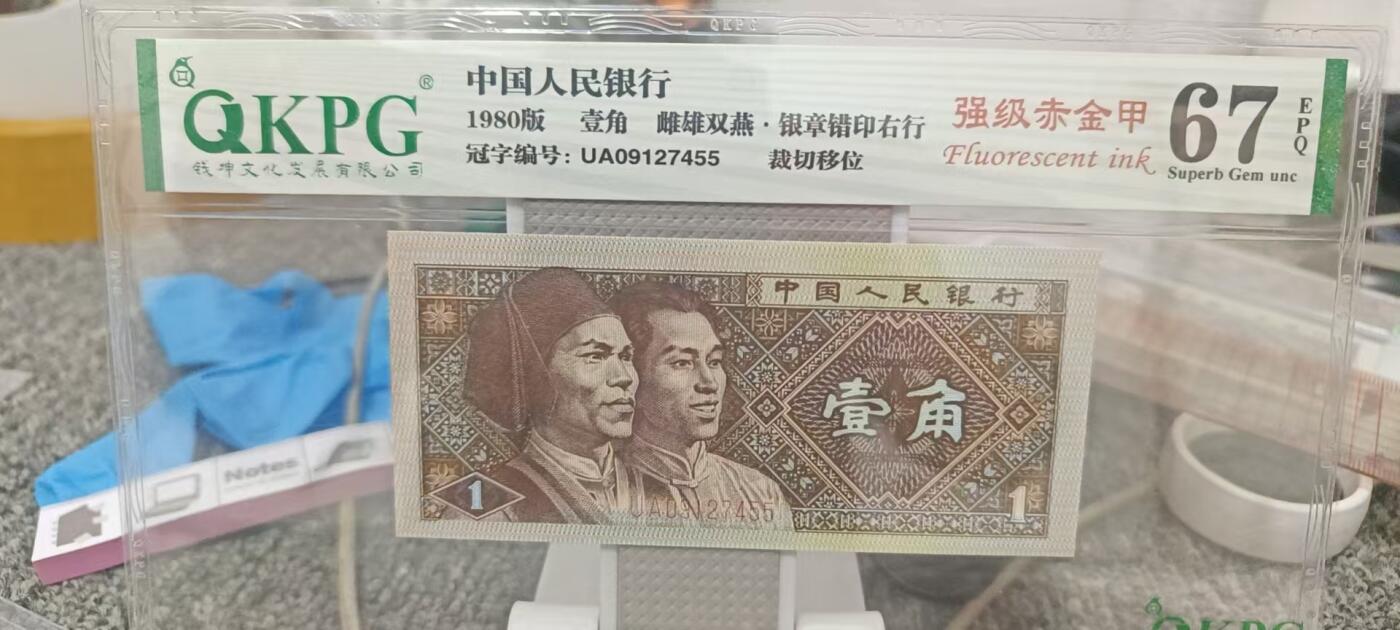 QKPG®
钱坤文化发展有限公司
中国人民银行
1980版 壹角 雌雄双燕·银章错印右行
冠字编号: UA09127455 裁切移位
强级赤金甲
Fluorescent ink
67
EPQ
Superb Gem unc
中国人民银行
壹角
1
UA09127455
1
Notes
QKPG